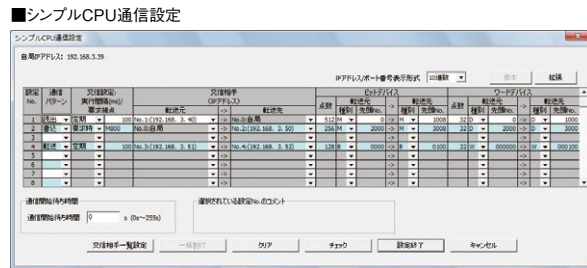 ■シンプルCPU通信設定
シンプルCPU通信設定
自局IPアドレス: 192.168.3.39
IPアドレス/ポート番号表示形式 10進数 基本 拡張
設定No. 通信パターン 交信設定:実行間隔(ms)/要求接点 交信相手(IPアドレス) 転送元 -> 転送先 ビットデバイス 点数 転送元 種別 先頭No. -> 転送先 種別 先頭No. ワードデバイス 点数 転送元 種別 先頭No. -> 転送先 種別 先頭No.
1 読出 定期 100 No.1:(192.168. 3. 40) -> No.0:自局 512 M 0 -> M 1008 32 D 0 -> D 1000
2 書込 要求時 M800 No.0:自局 -> No.2:(192.168. 3. 50) 256 M 2000 -> M 3008 32 D 2000 -> D 3000
3
4 転送 定期 100 No.3:(192.168. 3. 51) -> No.4:(192.168. 3. 52) 128 B 0000 -> B 0100 32 W 000000 -> W 000100
5 ->
6 ->
7 ->
8 ->
通信開始待ち時間 選択されている設定No.のコメント
通信開始待ち時間 0 s (0s～255s)
交信相手一覧設定 一括割付 クリア チェック 設定終了 キャンセル